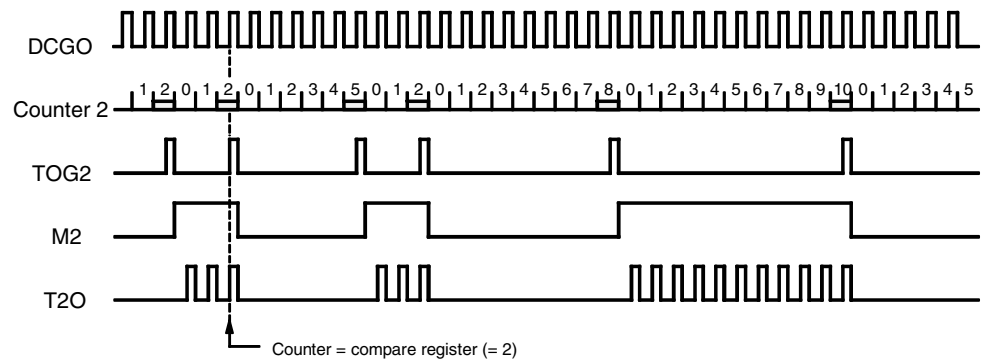 DCGO
Counter 2 1 2 0 1 2 0 1 2 3 4 5 0 1 2 0 1 2 3 4 5 6 7 8 0 1 2 3 4 5 6 7 8 9 10 0 1 2 3 4 5
TOG2
M2
T2O
Counter = compare register (= 2)